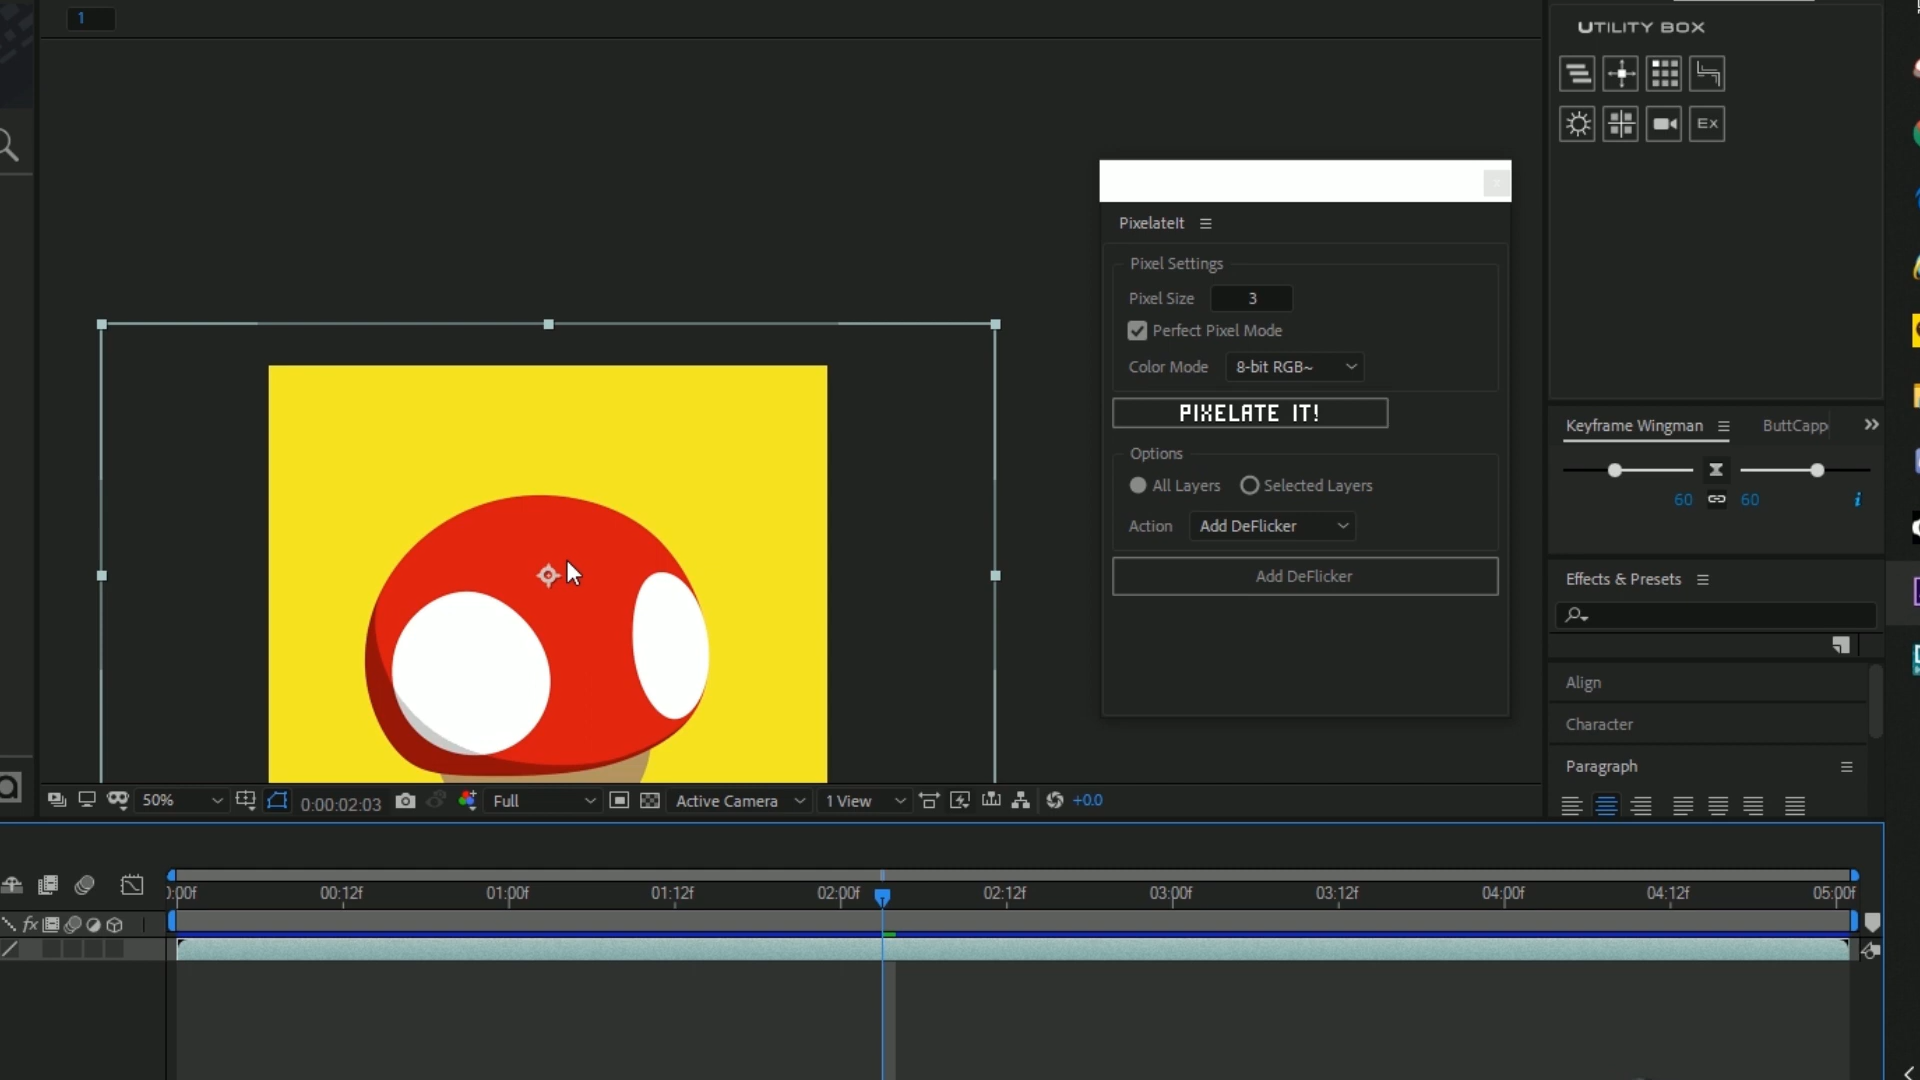 1
UTILITY BOX
EX
PixelateIt
Pixel Settings
Pixel Size 3
Perfect Pixel Mode
Color Mode 8-bit RGB~
PIXELATE IT!
Options
All Layers Selected Layers
Action Add DeFlicker
Add DeFlicker
Keyframe Wingman ButtCapp
60 60 i
Effects & Presets
Align
Character
Paragraph
50% 0:00:02:03 Full Active Camera 1 View +0.0
):00f 00:12f 01:00f 01:12f 02:00f 02:12f 03:00f 03:12f 04:00f 04:12f 05:00f
fx